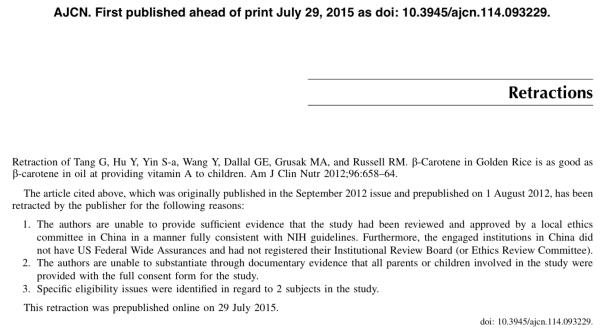 AJCN. First published ahead of print July 29, 2015 as doi: 10.3945/ajcn.114.093229.
Retractions
Retraction of Tang G, Hu Y, Yin S-a, Wang Y, Dallal GE, Grusak MA, and Russell RM. β-Carotene in Golden Rice is as good as
β-carotene in oil at providing vitamin A to children. Am J Clin Nutr 2012;96:658–64.
The article cited above, which was originally published in the September 2012 issue and prepublished on 1 August 2012, has been
retracted by the publisher for the following reasons:
1. The authors are unable to provide sufficient evidence that the study had been reviewed and approved by a local ethics
committee in China in a manner fully consistent with NIH guidelines. Furthermore, the engaged institutions in China did
not have US Federal Wide Assurances and had not registered their Institutional Review Board (or Ethics Review Committee).
2. The authors are unable to substantiate through documentary evidence that all parents or children involved in the study were
provided with the full consent form for the study.
3. Specific eligibility issues were identified in regard to 2 subjects in the study.
This retraction was prepublished online on 29 July 2015.
doi: 10.3945/ajcn.114.093229.